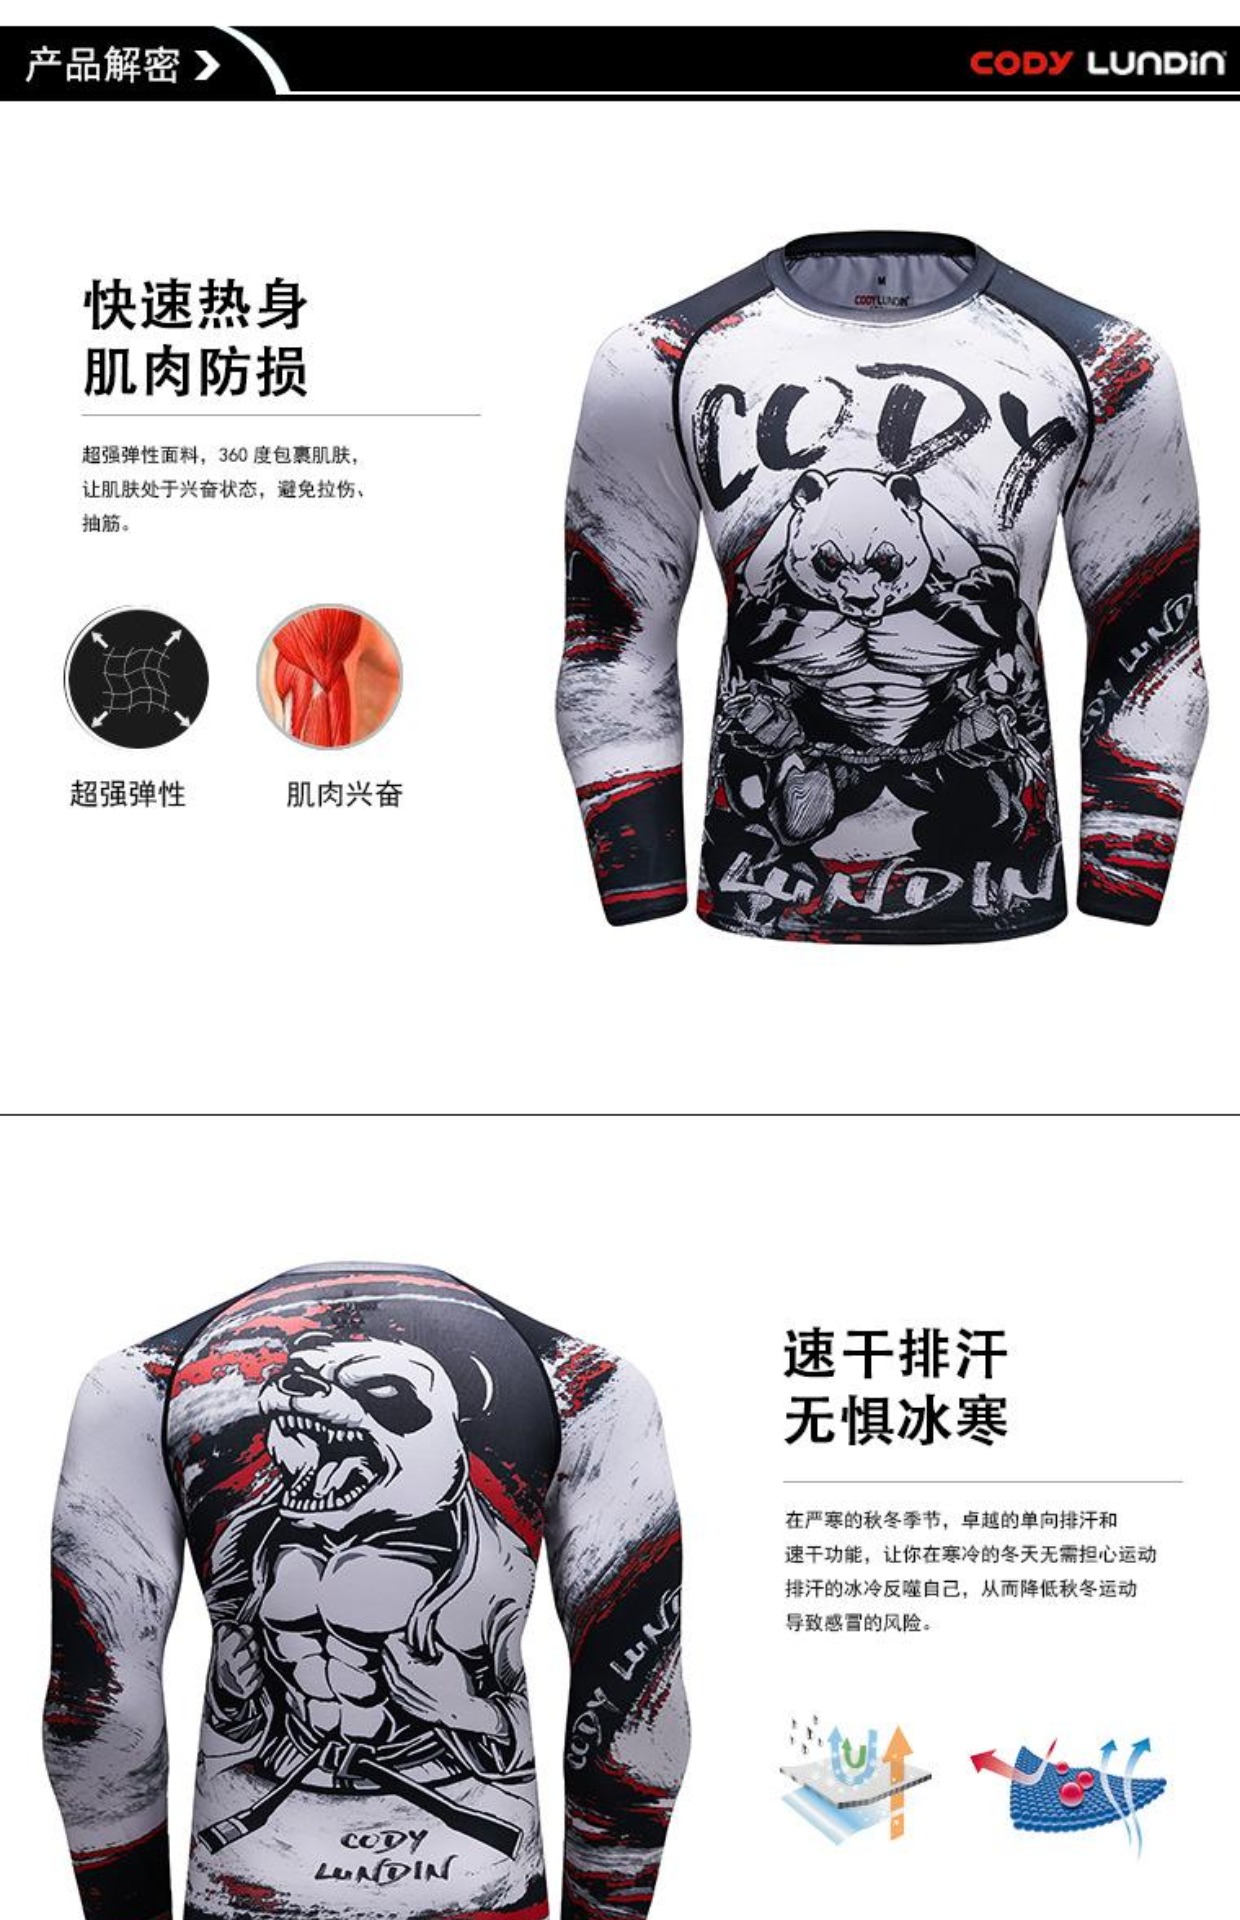 产品解密
CODY LUNDIN
快速热身
肌肉防损
超强弹性面料，360 度包裹肌肤，
让肌肤处于兴奋状态，避免拉伤、
抽筋。
超强弹性
肌肉兴奋
M
CODY LUNDIN
CODY
LUNDIN
LUNDIN
速干排汗
无惧冰寒
在严寒的秋冬季节，卓越的单向排汗和
速干功能，让你在寒冷的冬天无需担心运动
排汗的冰冷反噬自己，从而降低秋冬运动
导致感冒的风险。
CODY LUNDIN
CODY
LUNDIN